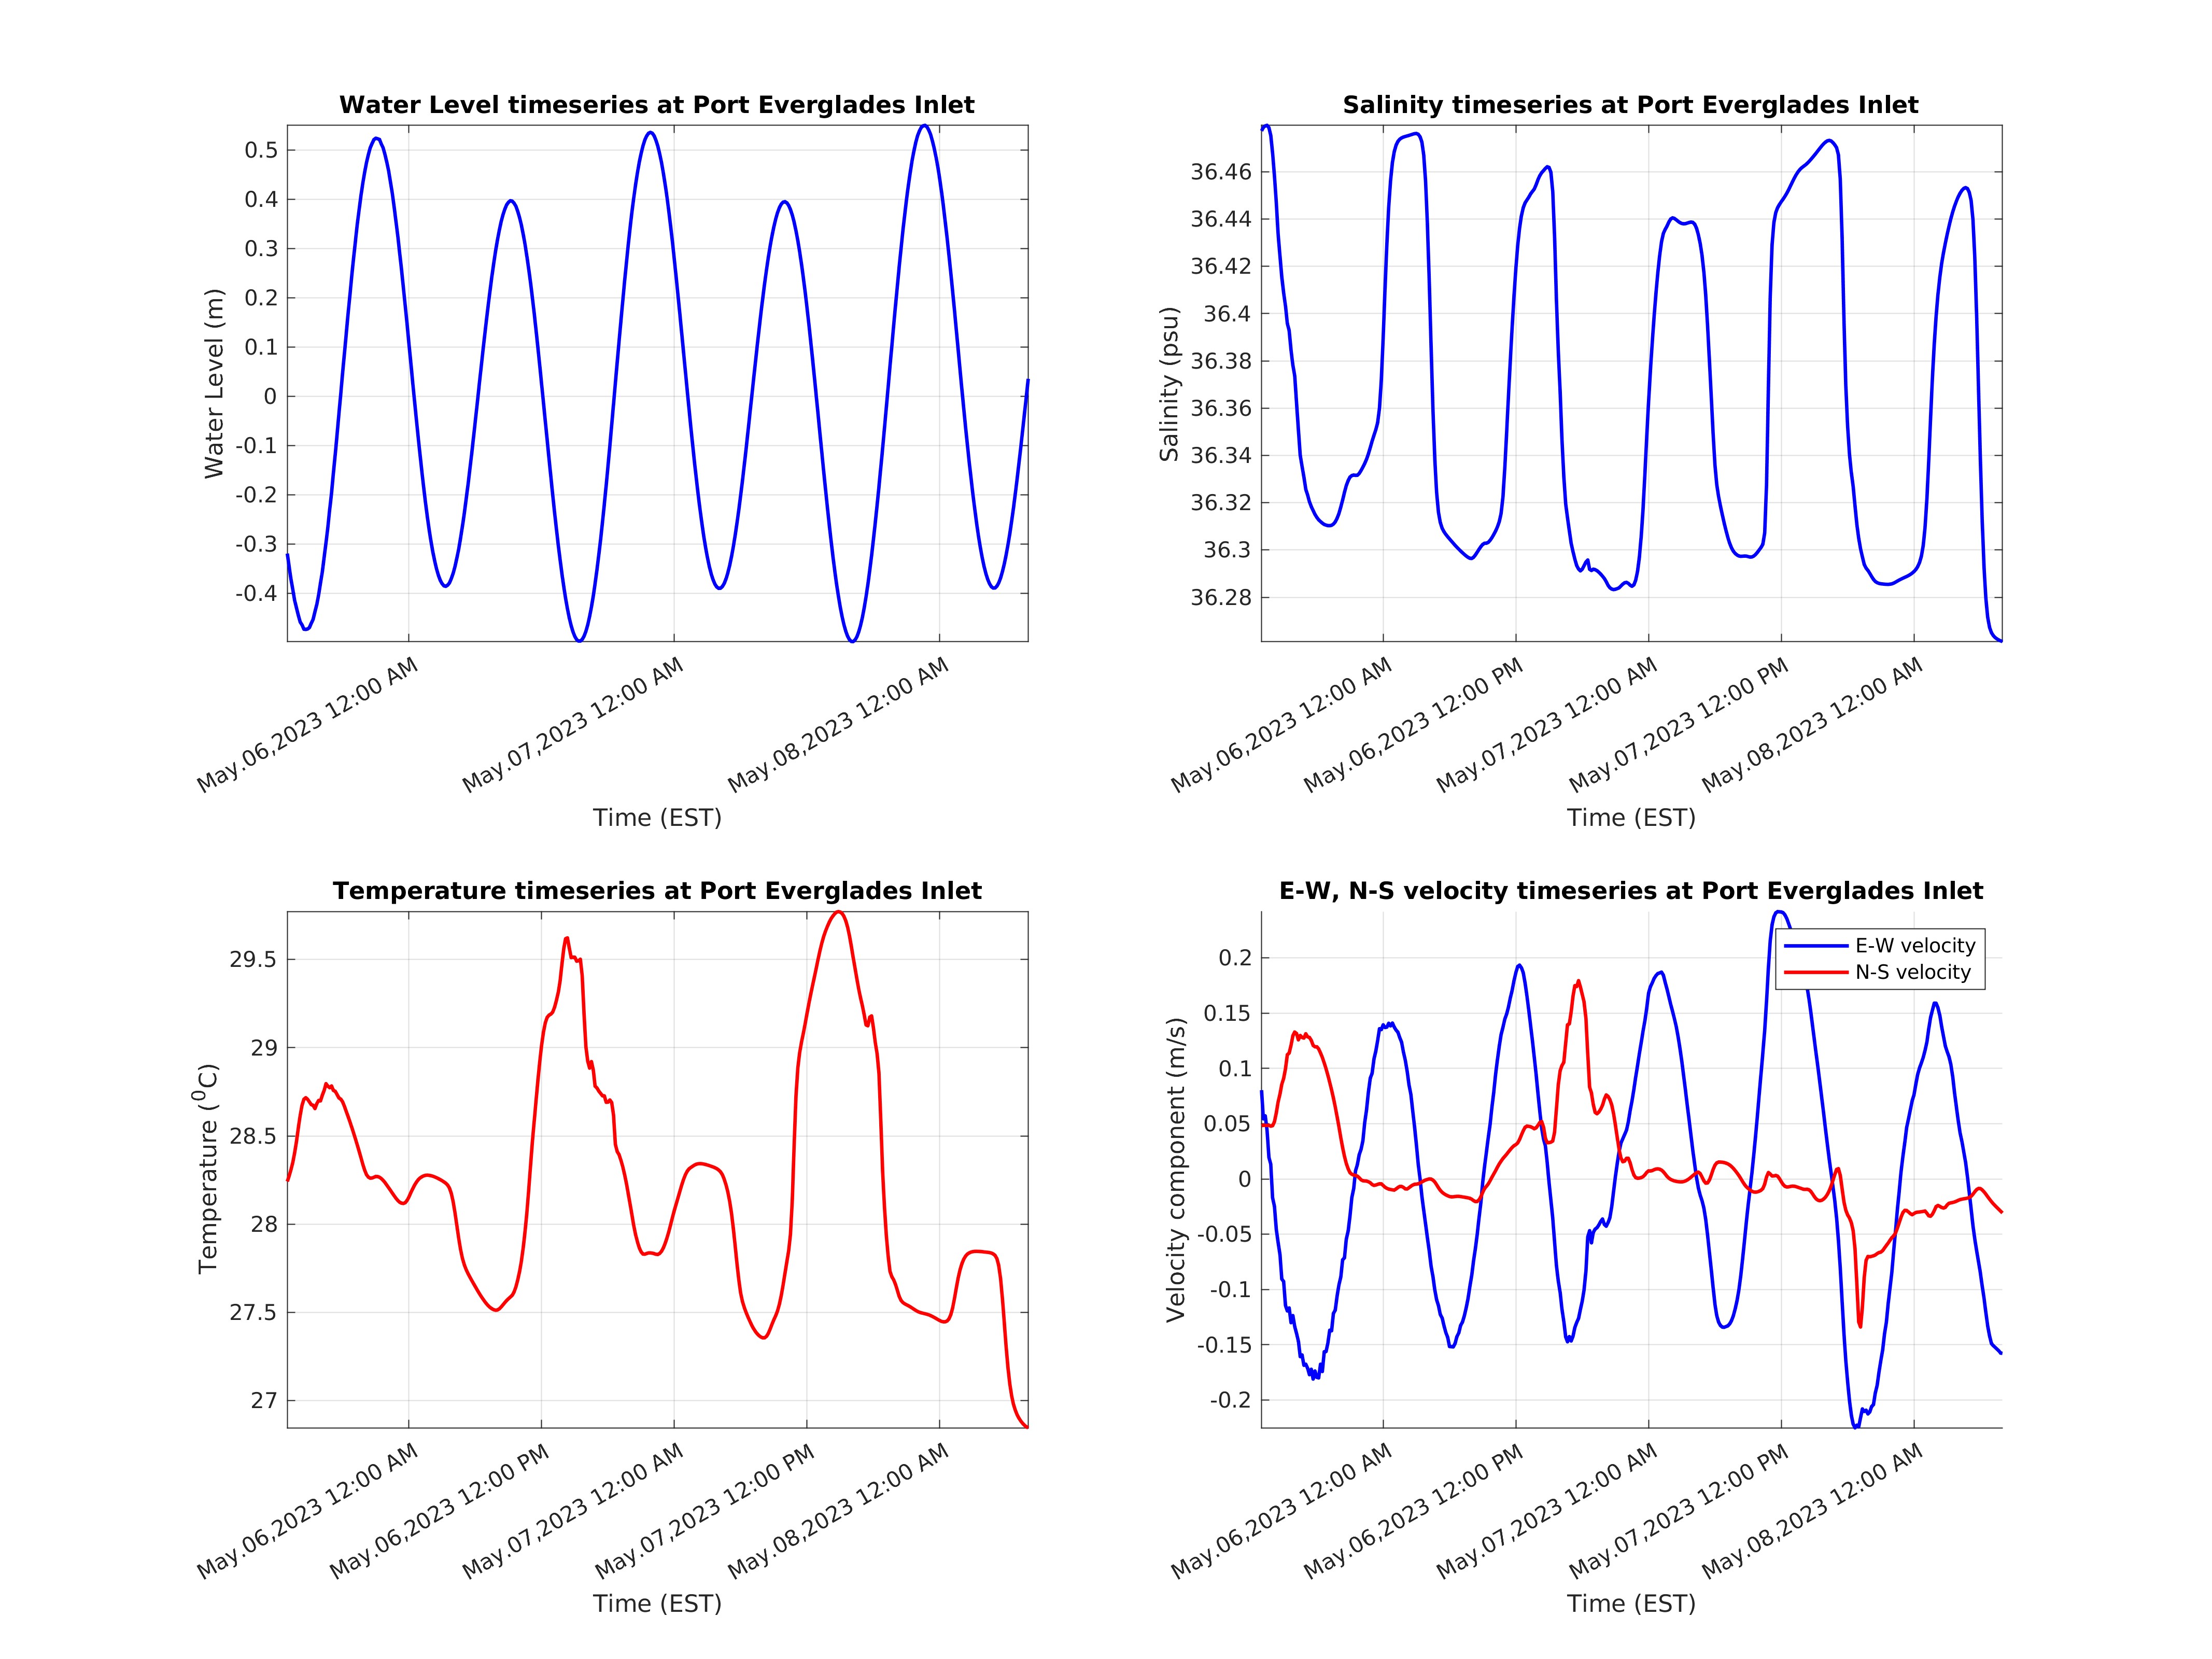 Water Level timeseries at Port Everglades Inlet
Water Level (m)
0.5
0.4
0.3
0.2
0.1
0
-0.1
-0.2
-0.3
-0.4
May.06,2023 12:00 AM
May.07,2023 12:00 AM
May.08,2023 12:00 AM
Time (EST)
Salinity timeseries at Port Everglades Inlet
Salinity (psu)
36.46
36.44
36.42
36.4
36.38
36.36
36.34
36.32
36.3
36.28
May.06,2023 12:00 AM
May.06,2023 12:00 PM
May.07,2023 12:00 AM
May.07,2023 12:00 PM
May.08,2023 12:00 AM
Time (EST)
Temperature timeseries at Port Everglades Inlet
Temperature (⁰C)
29.5
29
28.5
28
27.5
27
May.06,2023 12:00 AM
May.06,2023 12:00 PM
May.07,2023 12:00 AM
May.07,2023 12:00 PM
May.08,2023 12:00 AM
Time (EST)
E-W, N-S velocity timeseries at Port Everglades Inlet
Velocity component (m/s)
0.2
0.15
0.1
0.05
0
-0.05
-0.1
-0.15
-0.2
E-W velocity
N-S velocity
May.06,2023 12:00 AM
May.06,2023 12:00 PM
May.07,2023 12:00 AM
May.07,2023 12:00 PM
May.08,2023 12:00 AM
Time (EST)